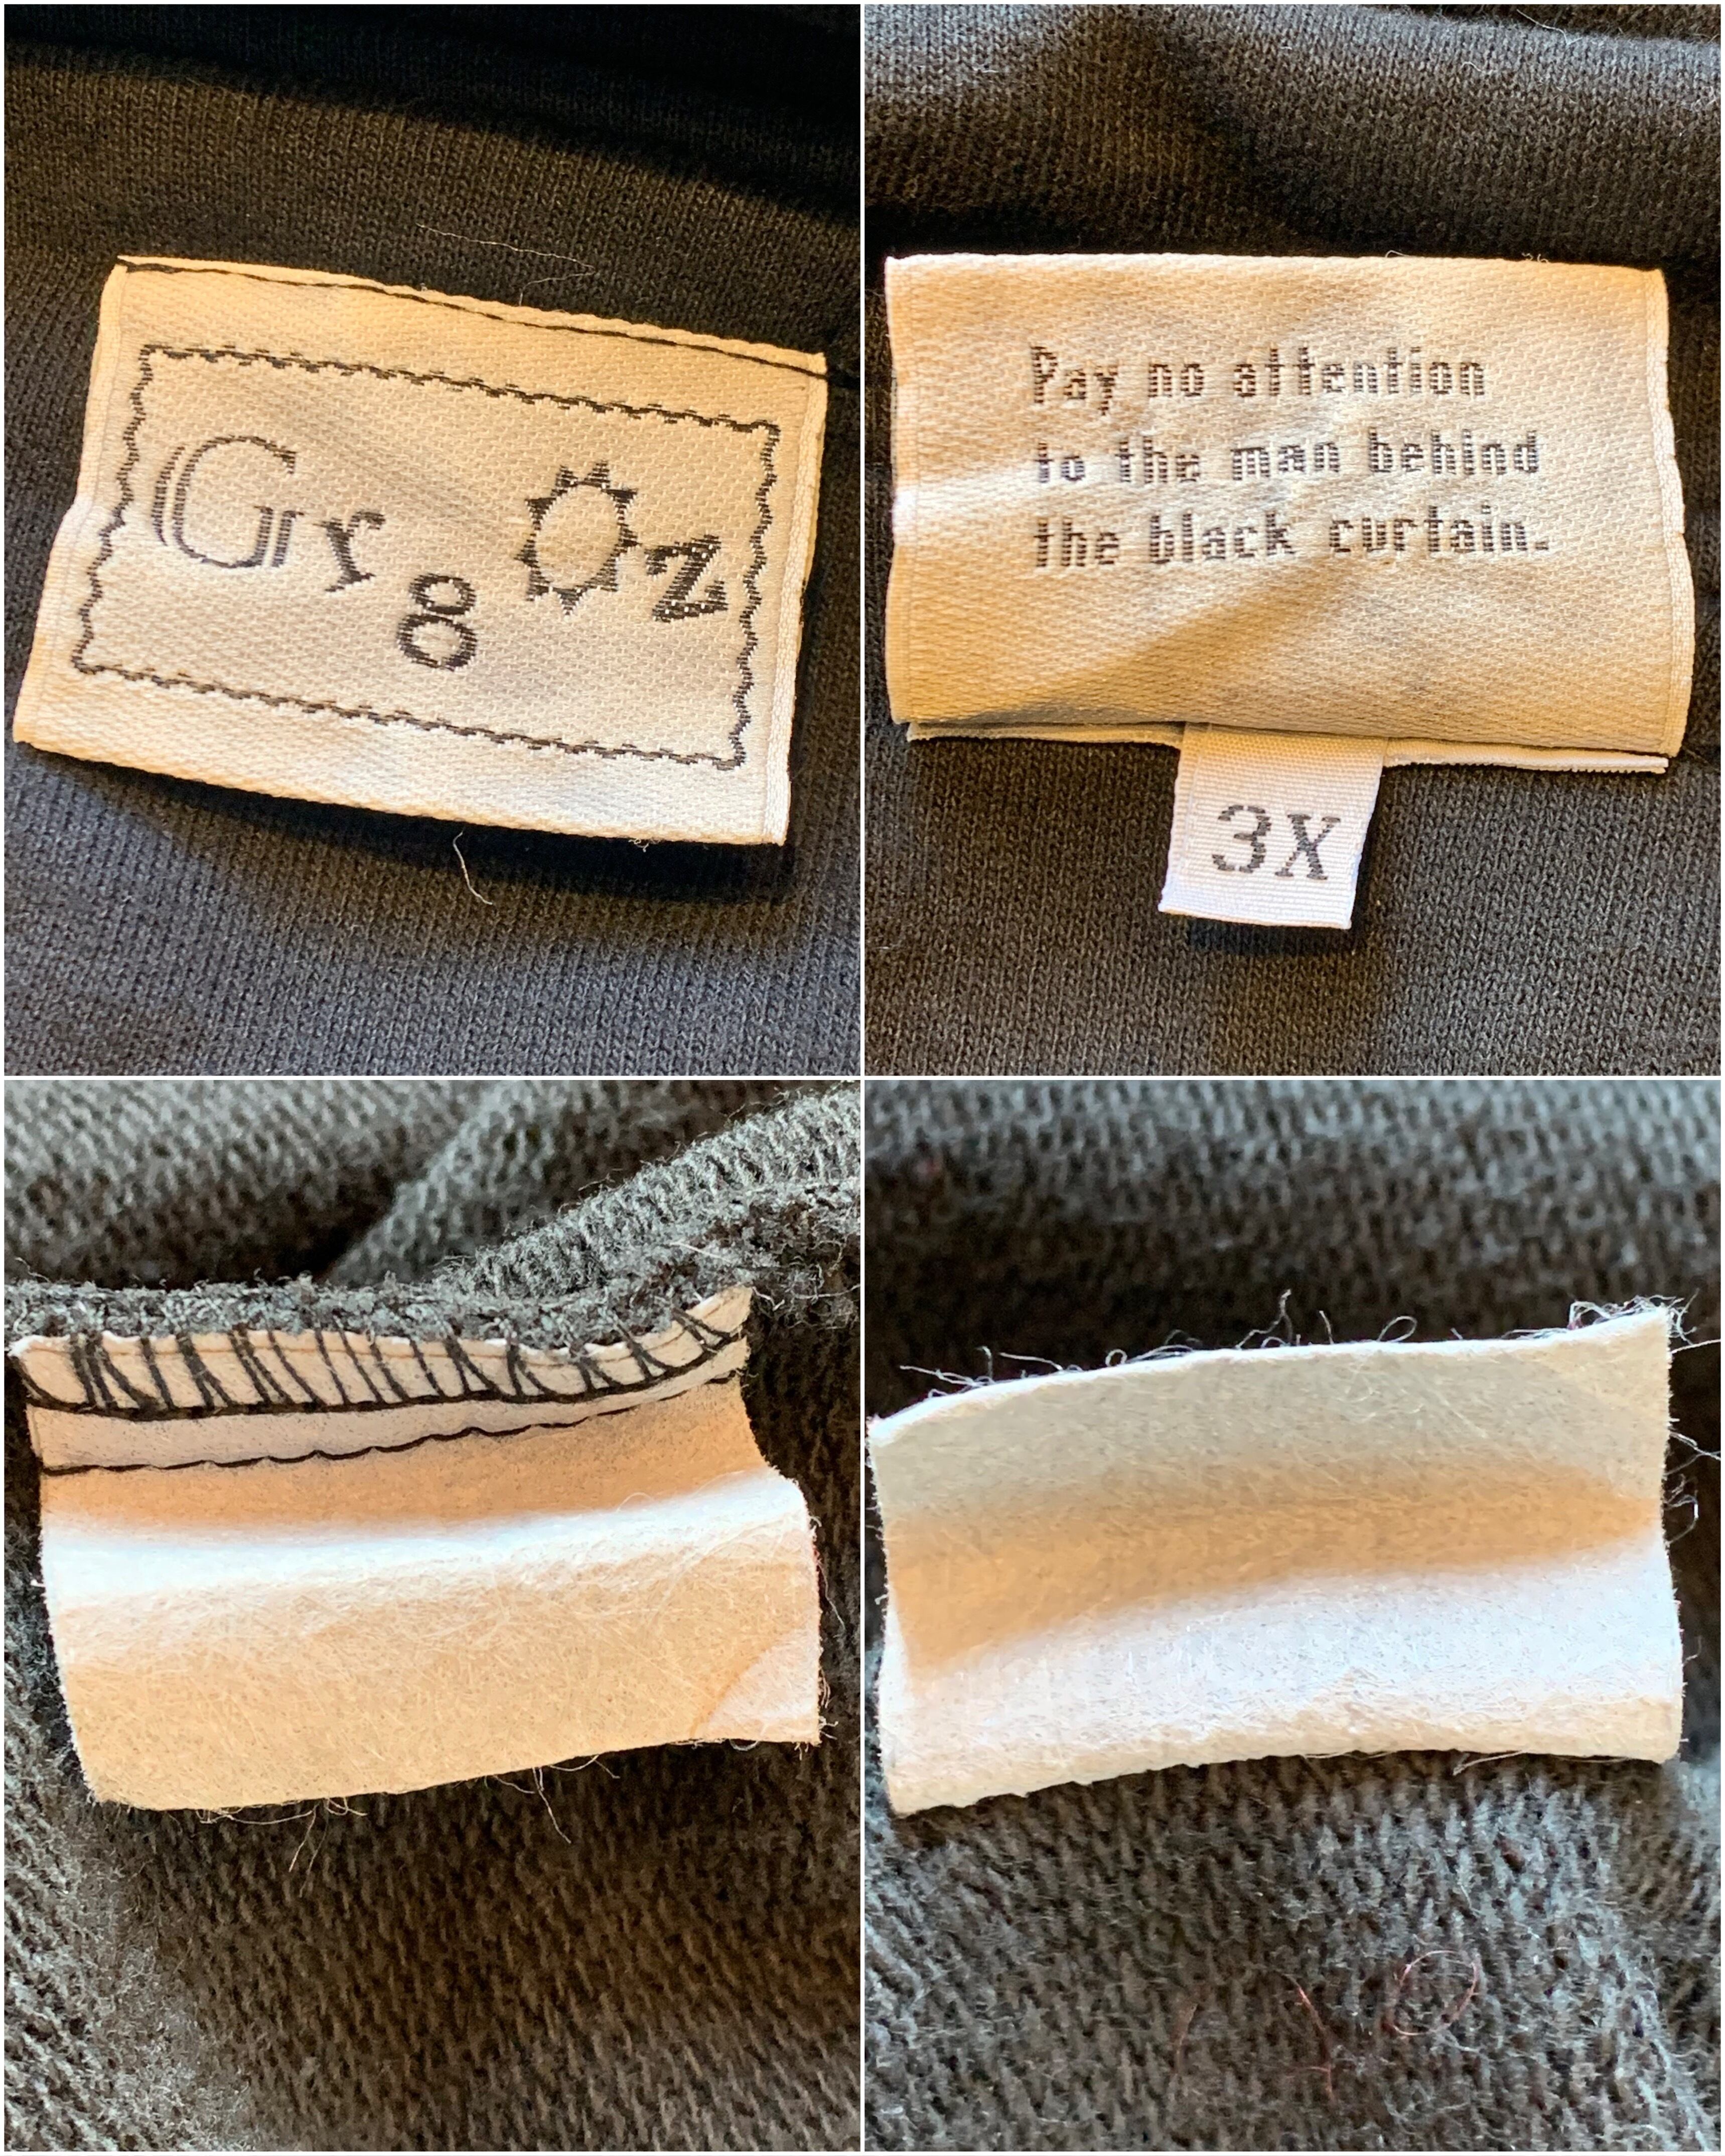 Gr8 Oz
Pay no attention
to the man behind
the black curtain.
3X